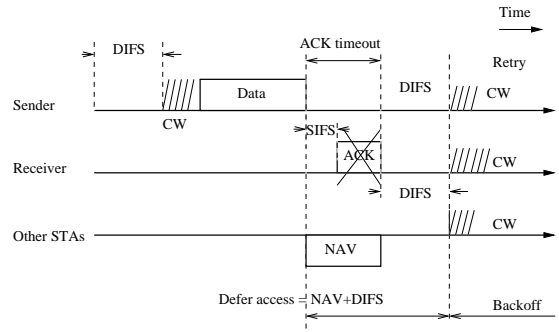 Time
ACK timeout
DIFS
Retry
Data
DIFS
CW
Sender
CW
SIFS
ACK
CW
Receiver
DIFS
CW
Other STAs
NAV
Defer access = NAV+DIFS
Backoff